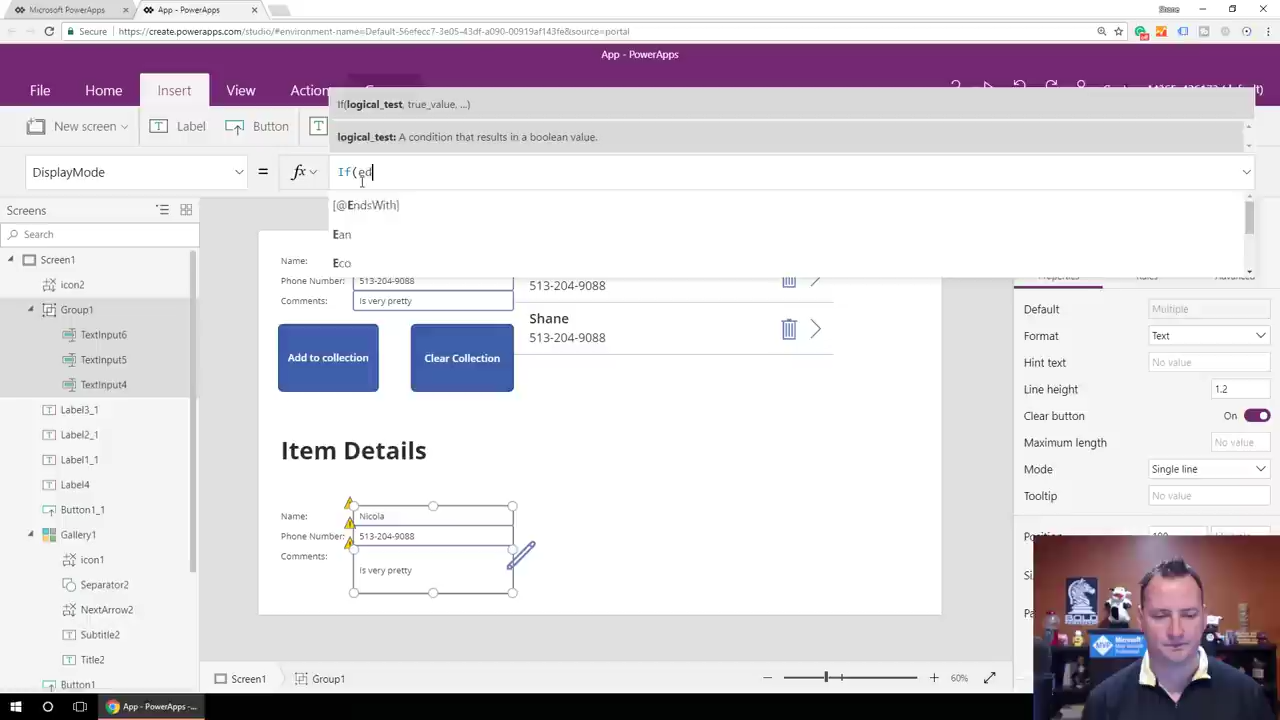 Microsoft PowerApps
App - PowerApps
Shane
Secure
https://create.powerapps.com/studio/#environment-name=Default-56efecc7-3e05-43df-a090-00919af143fe&source=portal
App - PowerApps
File
Home
Insert
View
Action
If(logical_test, true_value, ...)
New screen
Label
Button
logical_test: A condition that results in a boolean value.
DisplayMode
=
fx
If(ed
Screens
Search
[@EndsWith]
Ean
Eco
Screen1
icon2
Group1
TextInput6
TextInput5
TextInput4
Label3_1
Label2_1
Label1_1
Label4
Button1_1
Gallery1
icon1
Separator2
NextArrow2
Subtitle2
Title2
Button1
Name:
Phone Number:
513-204-9088
Comments:
Is very pretty
513-204-9088
Shane
513-204-9088
Add to collection
Clear Collection
Item Details
Name:
Nicola
Phone Number:
513-204-9088
Comments:
Is very pretty
Default
Multiple
Format
Text
Hint text
No value
Line height
1.2
Clear button
On
Maximum length
No value
Mode
Single line
Tooltip
No value
Screen1
Group1
60%
BOLD
Microsoft
MVP
App - PowerApps - ...